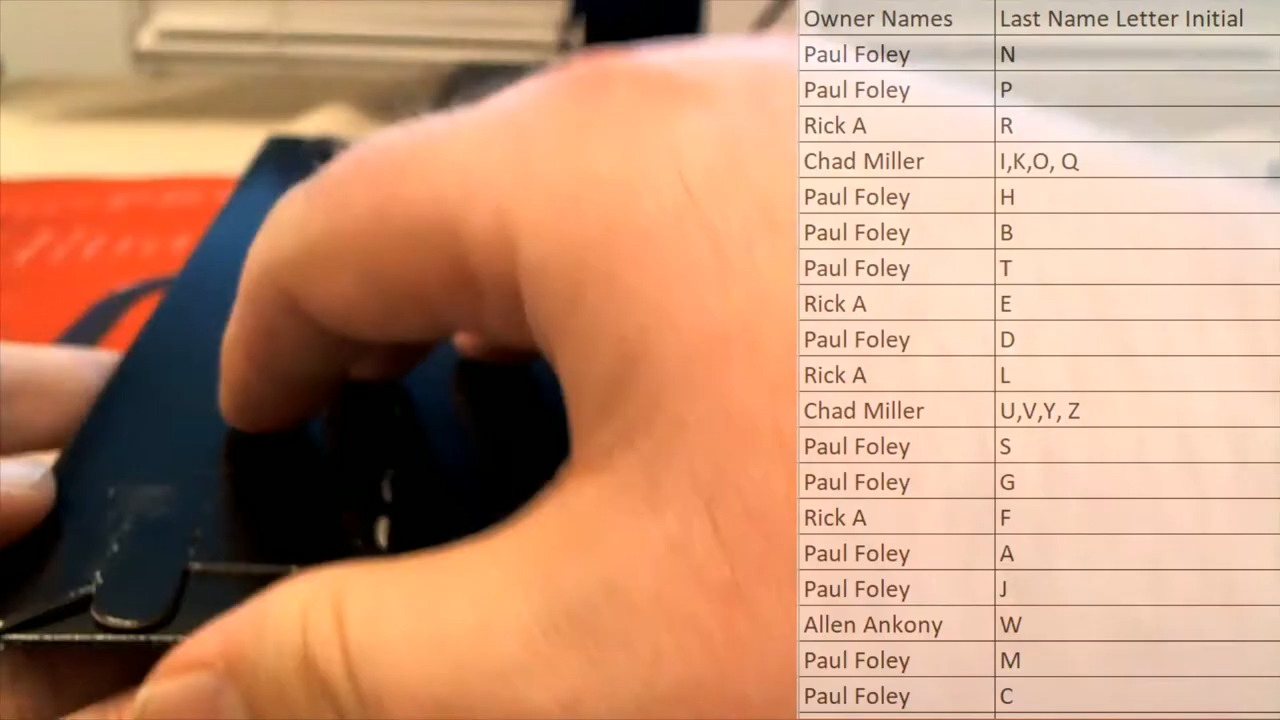 Owner Names Last Name Letter Initial
Paul Foley N
Paul Foley P
Rick A R
Chad Miller I,K,O, Q
Paul Foley H
Paul Foley B
Paul Foley T
Rick A E
Paul Foley D
Rick A L
Chad Miller U,V,Y, Z
Paul Foley S
Paul Foley G
Rick A F
Paul Foley A
Paul Foley J
Allen Ankony W
Paul Foley M
Paul Foley C